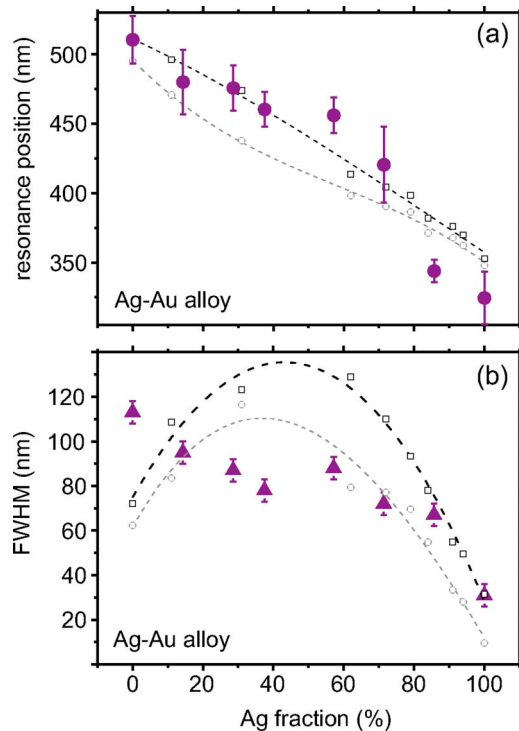 (a)
500
450
400
350
resonance position (nm)
Ag-Au alloy
(b)
120
100
80
60
40
20
FWHM (nm)
Ag-Au alloy
0 20 40 60 80 100
Ag fraction (%)